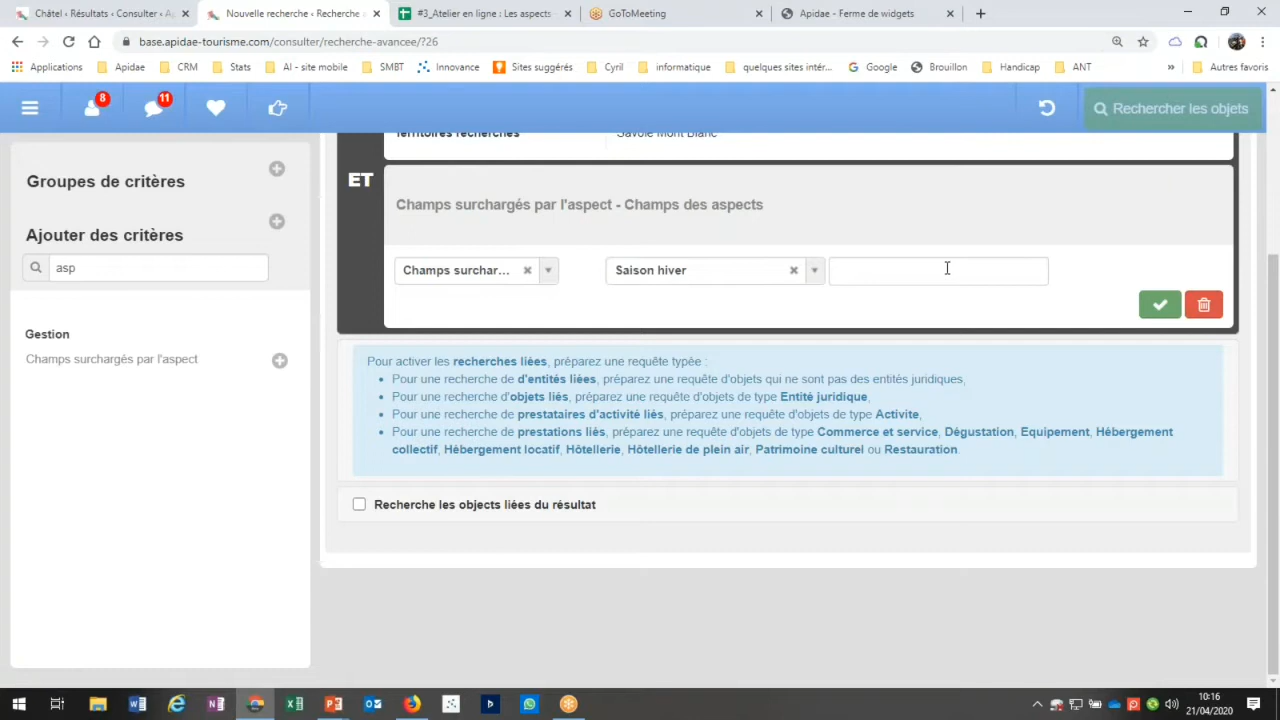 Châtel ‹ Résultats ‹ Consulter ‹ A
Nouvelle recherche ‹ Recherche
#3_Atelier en ligne : Les aspects
GoToMeeting
Apidae - Ferme de widgets
base.apidae-tourisme.com/consulter/recherche-avancee/?26
Applications
Apidae
CRM
Stats
AI - site mobile
SMBT
Innovance
Sites suggérés
Cyril
informatique
quelques sites intér...
Google
Brouillon
Handicap
ANT
»
Autres favoris
8
11
Rechercher les objets
Territoires recherchés
Savoie Mont Blanc
Groupes de critères
Ajouter des critères
asp
Gestion
Champs surchargés par l'aspect
ET
Champs surchargés par l'aspect - Champs des aspects
Champs surchar...
Saison hiver
Pour activer les recherches liées, préparez une requête typée :
Pour une recherche de d'entités liées, préparez une requête d'objets qui ne sont pas des entités juridiques,
Pour une recherche d'objets liés, préparez une requête d'objets de type Entité juridique,
Pour une recherche de prestataires d'activité liés, préparez une requête d'objets de type Activite,
Pour une recherche de prestations liés, préparez une requête d'objets de type Commerce et service, Dégustation, Equipement, Hébergement
collectif, Hébergement locatif, Hôtellerie, Hôtellerie de plein air, Patrimoine culturel ou Restauration.
Recherche les objects liées du résultat
10:16
21/04/2020